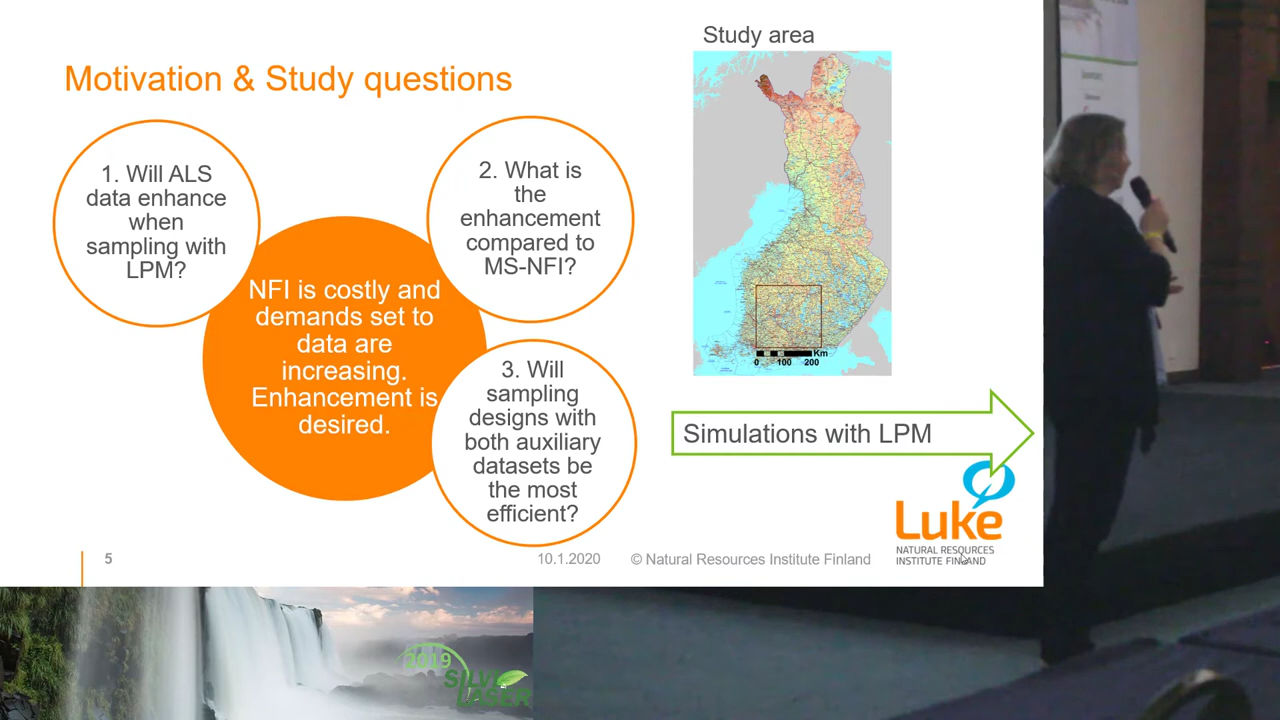 Motivation & Study questions
1. Will ALS
data enhance
when
sampling with
LPM?
2. What is
the
enhancement
compared to
MS-NFI?
NFI is costly and
demands set to
data are
increasing.
Enhancement is
desired.
3. Will
sampling
designs with
both auxiliary
datasets be
the most
efficient?
Study area
Km
0 100 200
Simulations with LPM
Luke
NATURAL RESOURCES
INSTITUTE FINLAND
5
10.1.2020
© Natural Resources Institute Finland
2019
SILVI
LASER